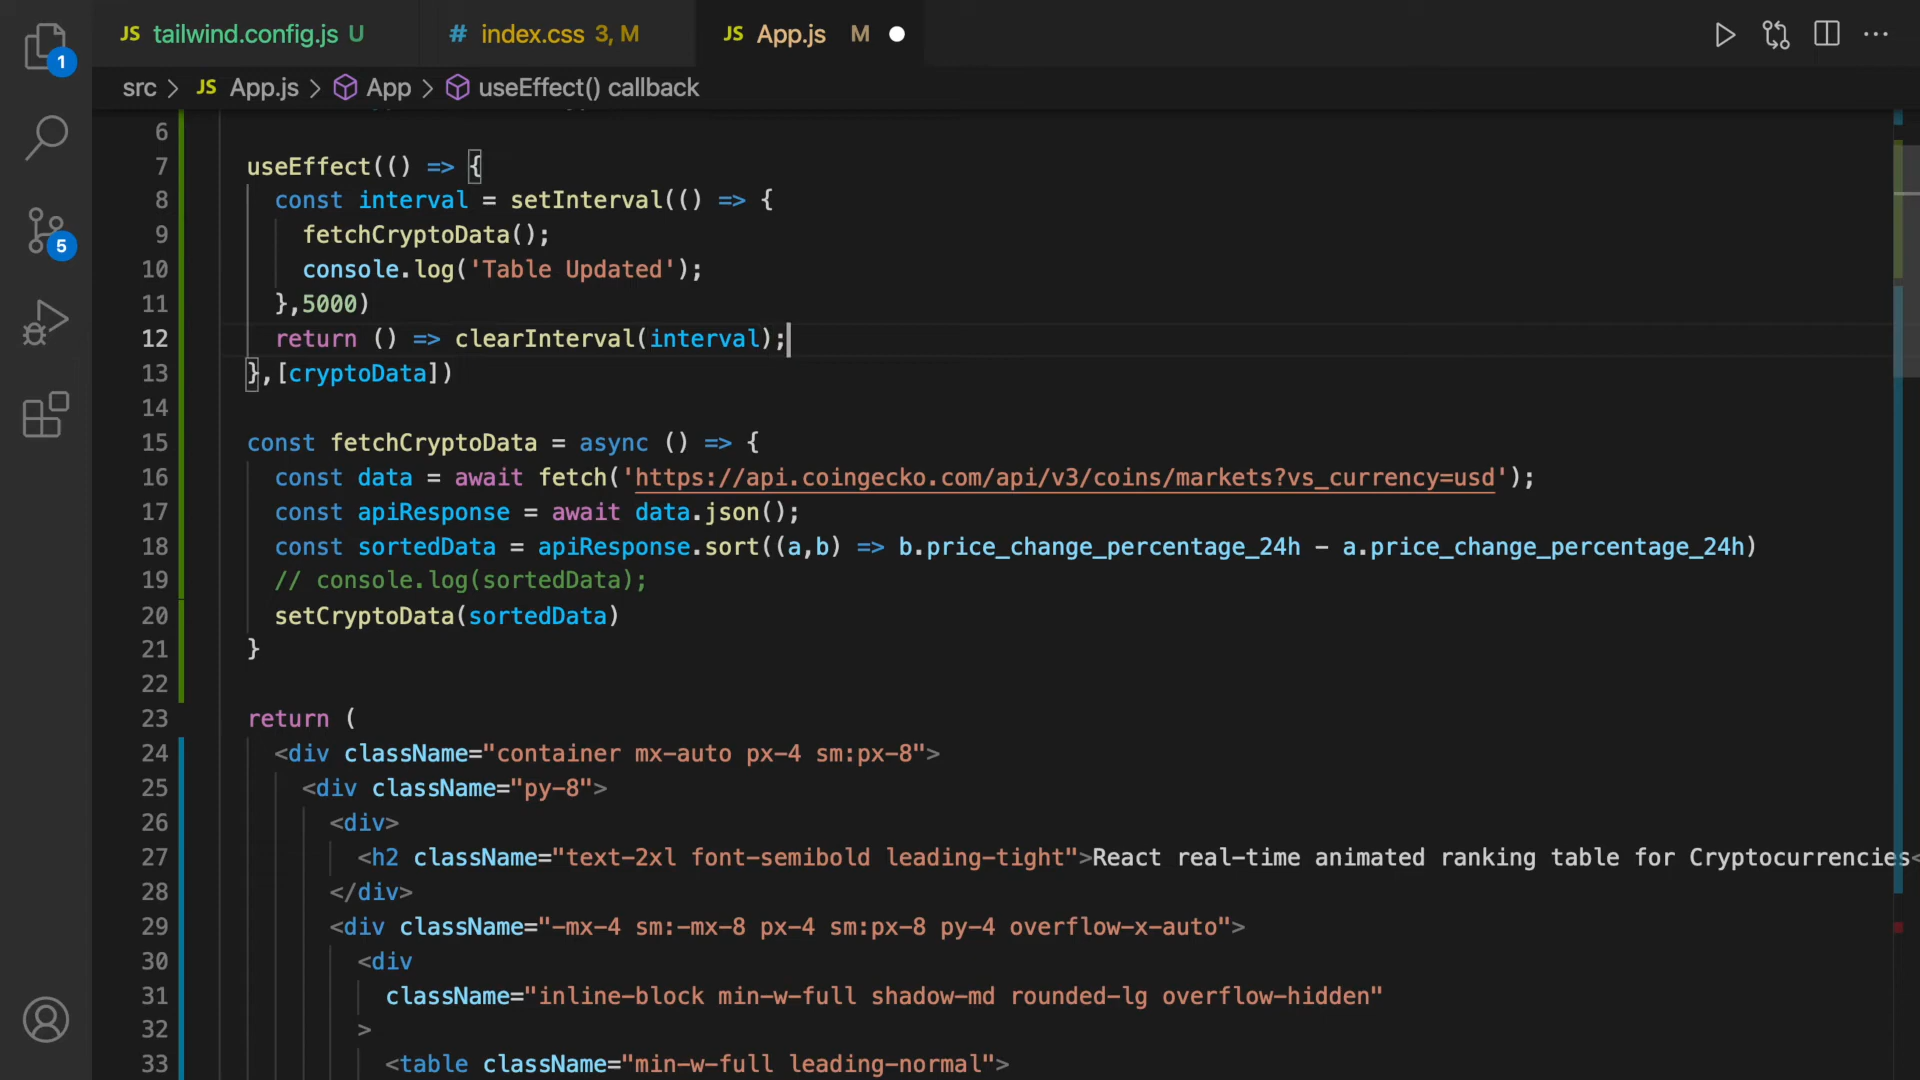 JS tailwind.config.js U
# index.css 3, M
JS App.js M
1
src > JS App.js > App > useEffect() callback
6
7 useEffect(() => {
8 const interval = setInterval(() => {
9 fetchCryptoData();
10 console.log('Table Updated');
11 },5000)
12 return () => clearInterval(interval);
13 },[cryptoData])
14
15 const fetchCryptoData = async () => {
16 const data = await fetch('https://api.coingecko.com/api/v3/coins/markets?vs_currency=usd');
17 const apiResponse = await data.json();
18 const sortedData = apiResponse.sort((a,b) => b.price_change_percentage_24h - a.price_change_percentage_24h)
19 // console.log(sortedData);
20 setCryptoData(sortedData)
21 }
22
23 return (
24 <div className="container mx-auto px-4 sm:px-8">
25 <div className="py-8">
26 <div>
27 <h2 className="text-2xl font-semibold leading-tight">React real-time animated ranking table for Cryptocurrencies<
28 </div>
29 <div className="-mx-4 sm:-mx-8 px-4 sm:px-8 py-4 overflow-x-auto">
30 <div
31 className="inline-block min-w-full shadow-md rounded-lg overflow-hidden"
32 >
33 <table className="min-w-full leading-normal">
5